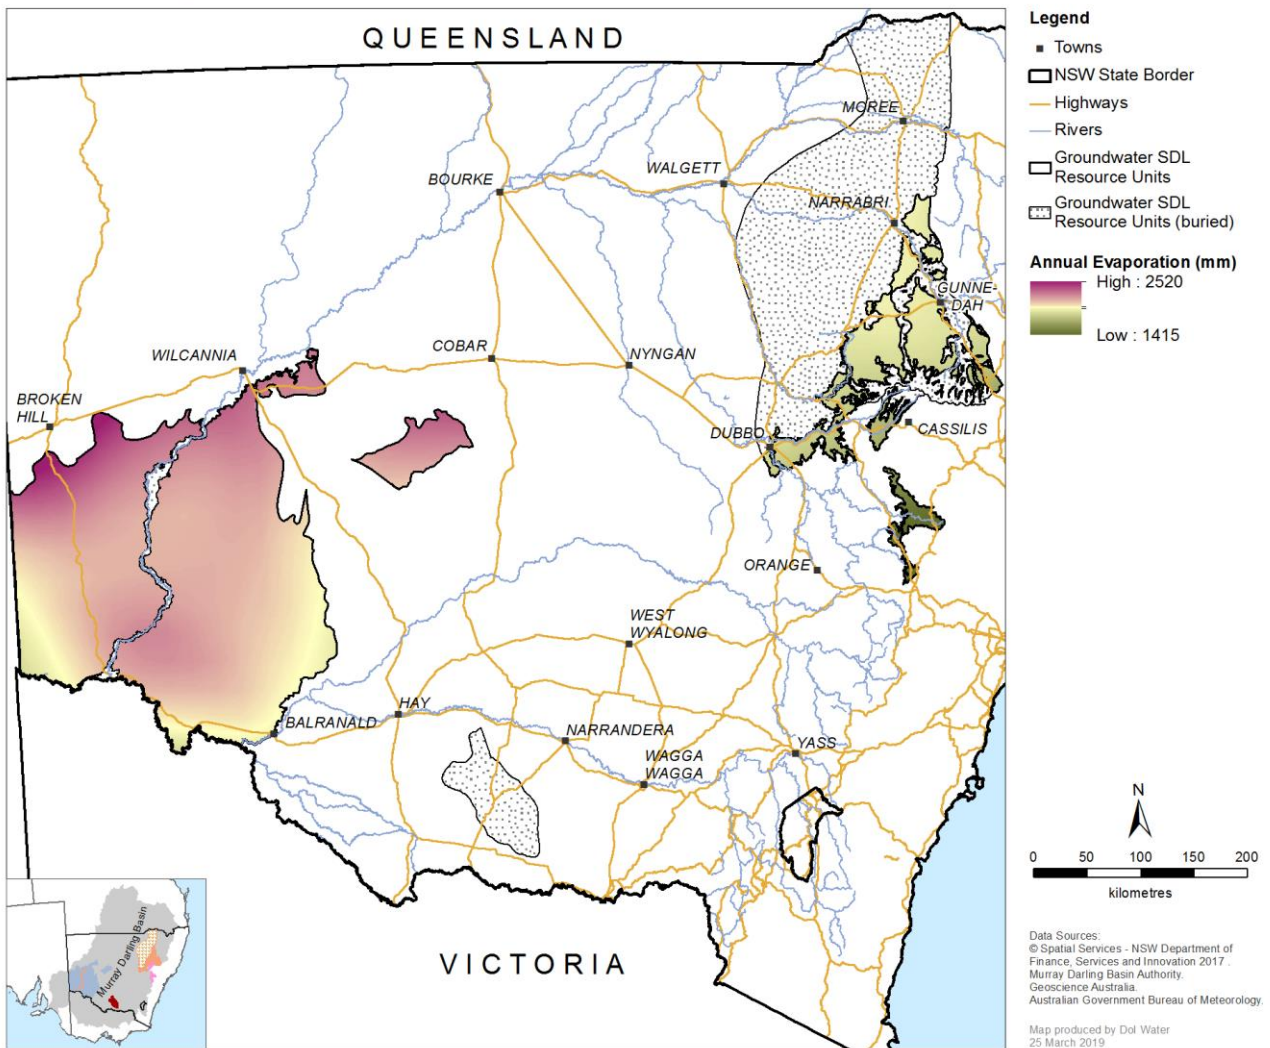 QUEENSLAND
MOREE
BOURKE
WALGETT
NARRABRI
GUNNE-
DAH
WILCANNIA
COBAR
NYNGAN
BROKEN
HILL
DUBBO
CASSILIS
ORANGE
WEST
WYALONG
HAY
BALRANALD
NARRANDERA
WAGGA
WAGGA
YASS
VICTORIA
Murray Darling Basin
Legend
Towns
NSW State Border
Highways
Rivers
Groundwater SDL
Resource Units
Groundwater SDL
Resource Units (buried)
Annual Evaporation (mm)
High : 2520
Low : 1415
N
0 50 100 150 200
kilometres
Data Sources:
© Spatial Services - NSW Department of
Finance, Services and Innovation 2017 .
Murray Darling Basin Authority.
Geoscience Australia.
Australian Government Bureau of Meteorology.
Map produced by DoI Water
25 March 2019